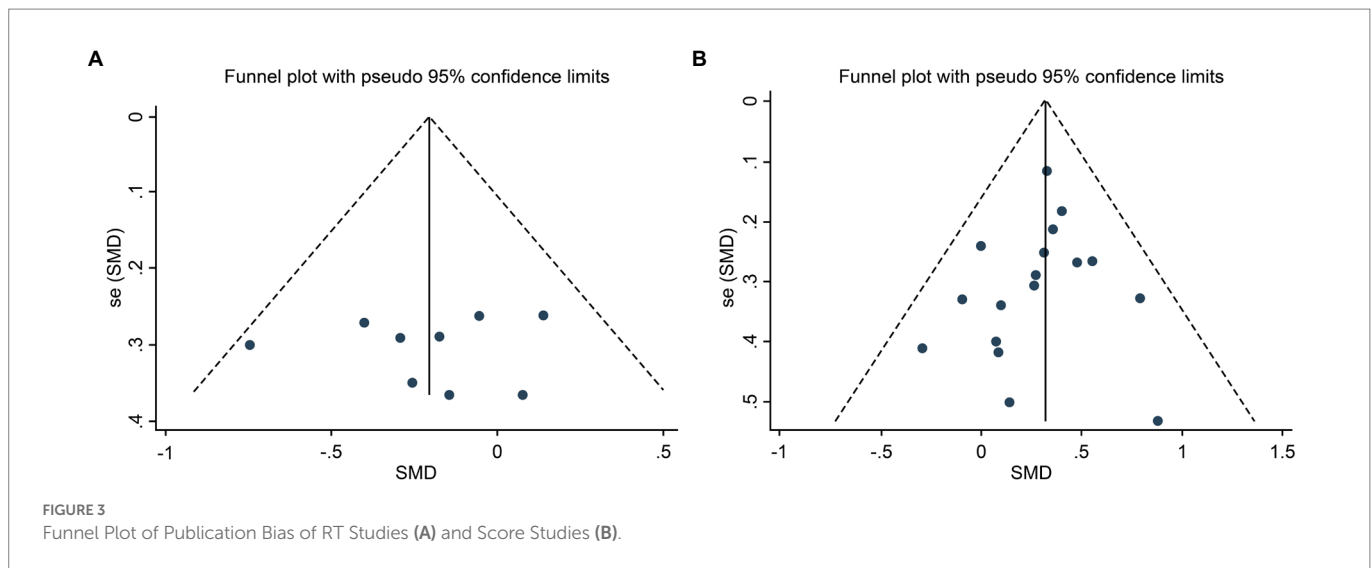 A
Funnel plot with pseudo 95% confidence limits
se (SMD)
0
.1
.2
.3
.4
-1
-.5
0
.5
SMD
B
Funnel plot with pseudo 95% confidence limits
se (SMD)
0
.1
.2
.3
.4
.5
-1
-.5
0
.5
1
1.5
SMD
FIGURE 3
Funnel Plot of Publication Bias of RT Studies (A) and Score Studies (B).